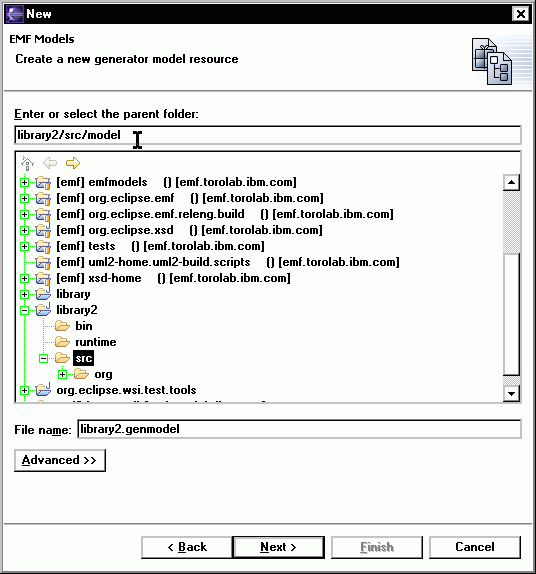 New
EMF Models
Create a new generator model resource
Enter or select the parent folder:
library2/src/model
[emf] emfmodels () [emf.torolab.ibm.com]
[emf] org.eclipse.emf () [emf.torolab.ibm.com]
[emf] org.eclipse.emf.releng.build () [emf.torolab.ibm.com]
[emf] org.eclipse.xsd () [emf.torolab.ibm.com]
[emf] tests () [emf.torolab.ibm.com]
[emf] uml2-home.uml2-build.scripts () [emf.torolab.ibm.com]
[emf] xsd-home () [emf.torolab.ibm.com]
library
library2
bin
runtime
src
org
org.eclipse.wsi.test.tools
File name: library2.genmodel
Advanced >>
< Back Next > Finish Cancel